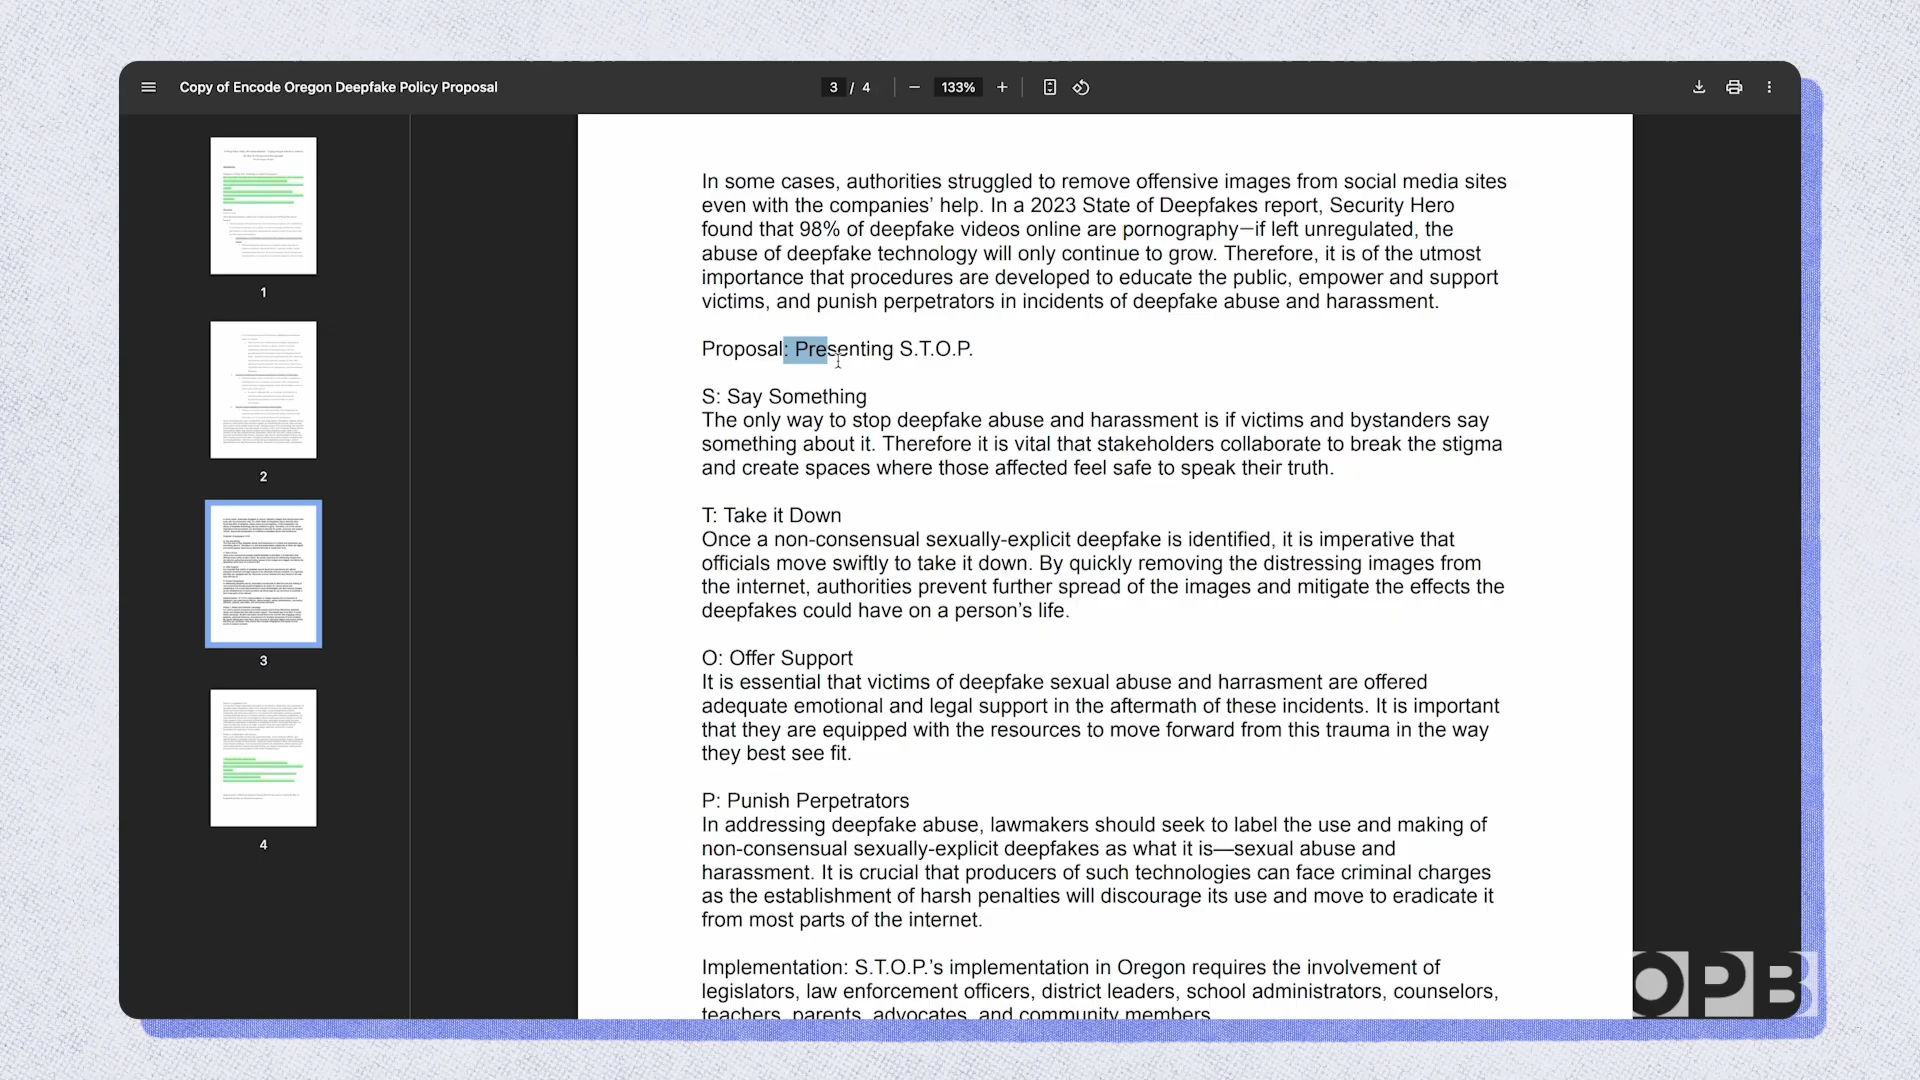 Copy of Encode Oregon Deepfake Policy Proposal
3 / 4
133%
1
2
3
4
In some cases, authorities struggled to remove offensive images from social media sites
even with the companies’ help. In a 2023 State of Deepfakes report, Security Hero
found that 98% of deepfake videos online are pornography—if left unregulated, the
abuse of deepfake technology will only continue to grow. Therefore, it is of the utmost
importance that procedures are developed to educate the public, empower and support
victims, and punish perpetrators in incidents of deepfake abuse and harassment.
Proposal: Presenting S.T.O.P.
S: Say Something
The only way to stop deepfake abuse and harassment is if victims and bystanders say
something about it. Therefore it is vital that stakeholders collaborate to break the stigma
and create spaces where those affected feel safe to speak their truth.
T: Take it Down
Once a non-consensual sexually-explicit deepfake is identified, it is imperative that
officials move swiftly to take it down. By quickly removing the distressing images from
the internet, authorities prevent further spread of the images and mitigate the effects the
deepfakes could have on a person’s life.
O: Offer Support
It is essential that victims of deepfake sexual abuse and harrasment are offered
adequate emotional and legal support in the aftermath of these incidents. It is important
that they are equipped with the resources to move forward from this trauma in the way
they best see fit.
P: Punish Perpetrators
In addressing deepfake abuse, lawmakers should seek to label the use and making of
non-consensual sexually-explicit deepfakes as what it is—sexual abuse and
harassment. It is crucial that producers of such technologies can face criminal charges
as the establishment of harsh penalties will discourage its use and move to eradicate it
from most parts of the internet.
Implementation: S.T.O.P.’s implementation in Oregon requires the involvement of
legislators, law enforcement officers, district leaders, school administrators, counselors,
teachers, parents, advocates, and community members.
OPB